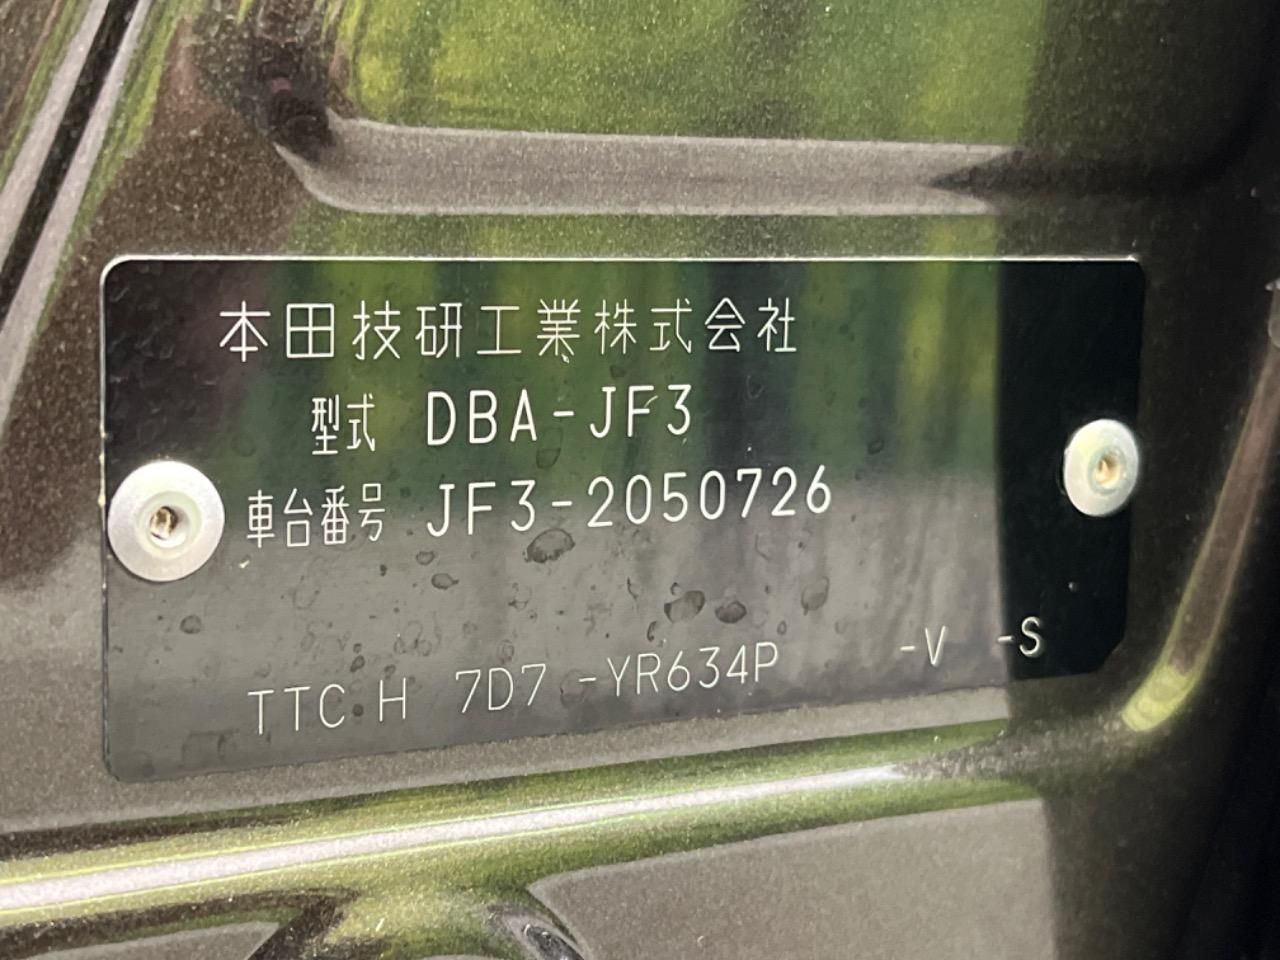 本田技研工業株式会社
型式 DBA-JF3
車台番号 JF3-2050726
TTC H 7D7 -YR634P -V -S